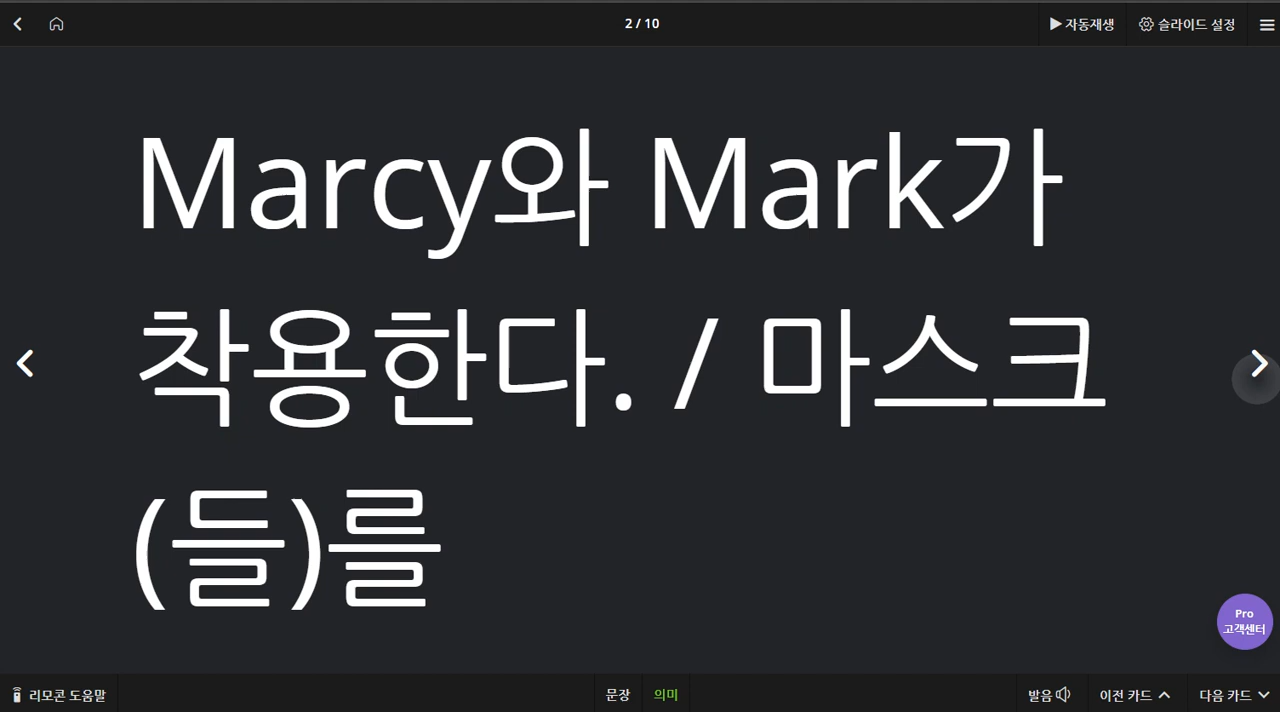 2 / 10
자동재생
슬라이드 설정
Marcy와 Mark가
착용한다. / 마스크
(들)를
Pro
고객센터
리모콘 도움말
문장
의미
발음
이전 카드
다음 카드